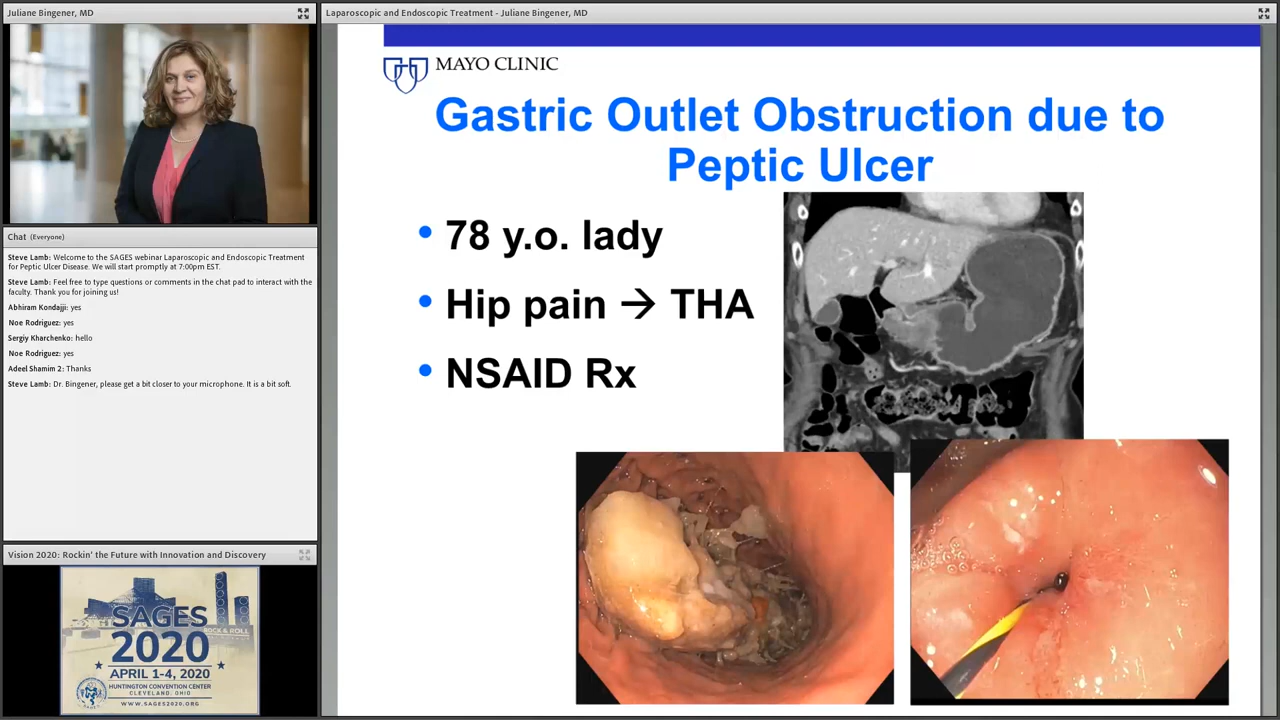 Juliane Bingener, MD
Chat (Everyone)
Steve Lamb: Welcome to the SAGES webinar Laparoscopic and Endoscopic Treatment
for Peptic Ulcer Disease. We will start promptly at 7:00pm EST.
Steve Lamb: Feel free to type questions or comments in the chat pad to interact with the
faculty. Thank you for joining us!
Abhiram Kondajji: yes
Noe Rodriguez: yes
Sergiy Kharchenko: hello
Noe Rodriguez: yes
Adeel Shamim 2: Thanks
Steve Lamb: Dr. Bingener, please get a bit closer to your microphone. It is a bit soft.
Vision 2020: Rockin' the Future with Innovation and Discovery
SAGES
ROCK & ROLL
2020
APRIL 1-4, 2020
HUNTINGTON CONVENTION CENTER
CLEVELAND, OHIO
WWW.SAGES2020.ORG
SAGES
Laparoscopic and Endoscopic Treatment - Juliane Bingener, MD
MAYO CLINIC
Gastric Outlet Obstruction due to
Peptic Ulcer
• 78 y.o. lady
• Hip pain → THA
• NSAID Rx